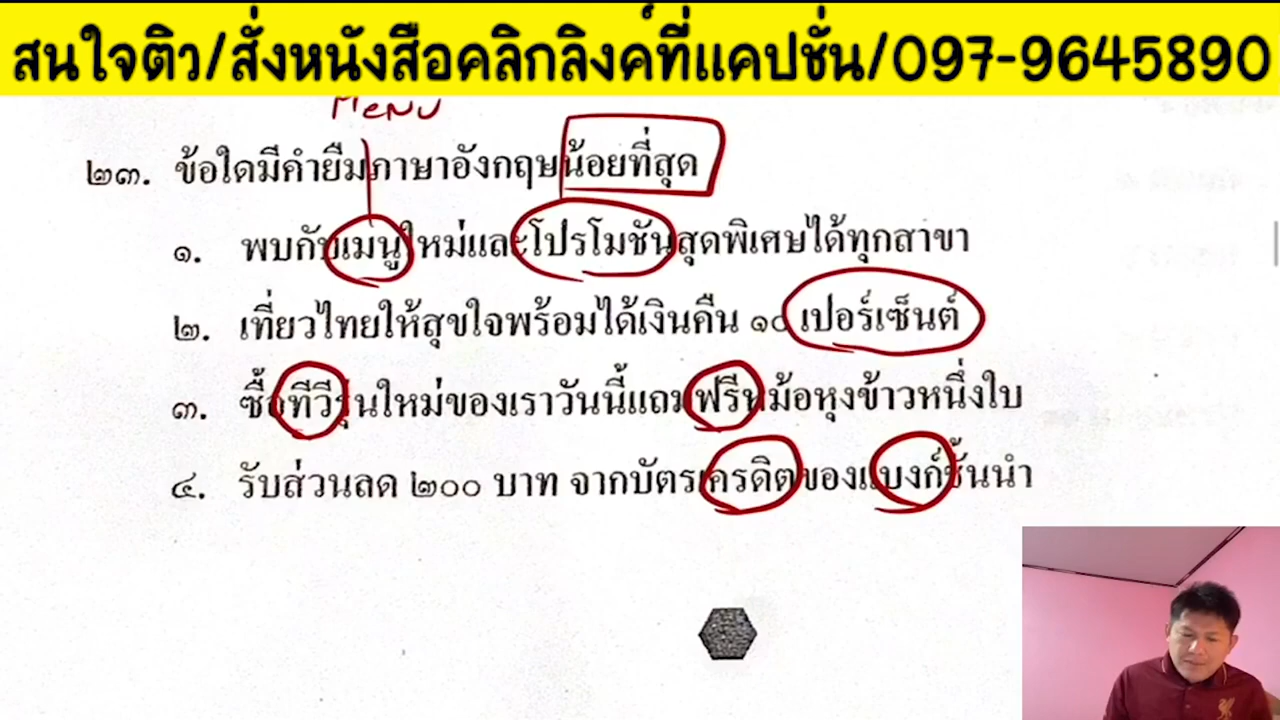 สนใจติว/สั่งหนังสือคลิกลิงค์ที่แคปชั่น/097-9645890
Menu
๒๓. ข้อใดมีคำยืมภาษาอังกฤษน้อยที่สุด
๑. พบกับเมนูใหม่และโปรโมชันสุดพิเศษได้ทุกสาขา
๒. เที่ยวไทยให้สุขใจพร้อมได้เงินคืน ๑๐ เปอร์เซ็นต์
๓. ซื้อทีวีรุ่นใหม่ของเราวันนี้แถมฟรีหม้อหุงข้าวหนึ่งใบ
๔. รับส่วนลด ๒๐๐ บาท จากบัตรเครดิตของแบงก์ชั้นนำ